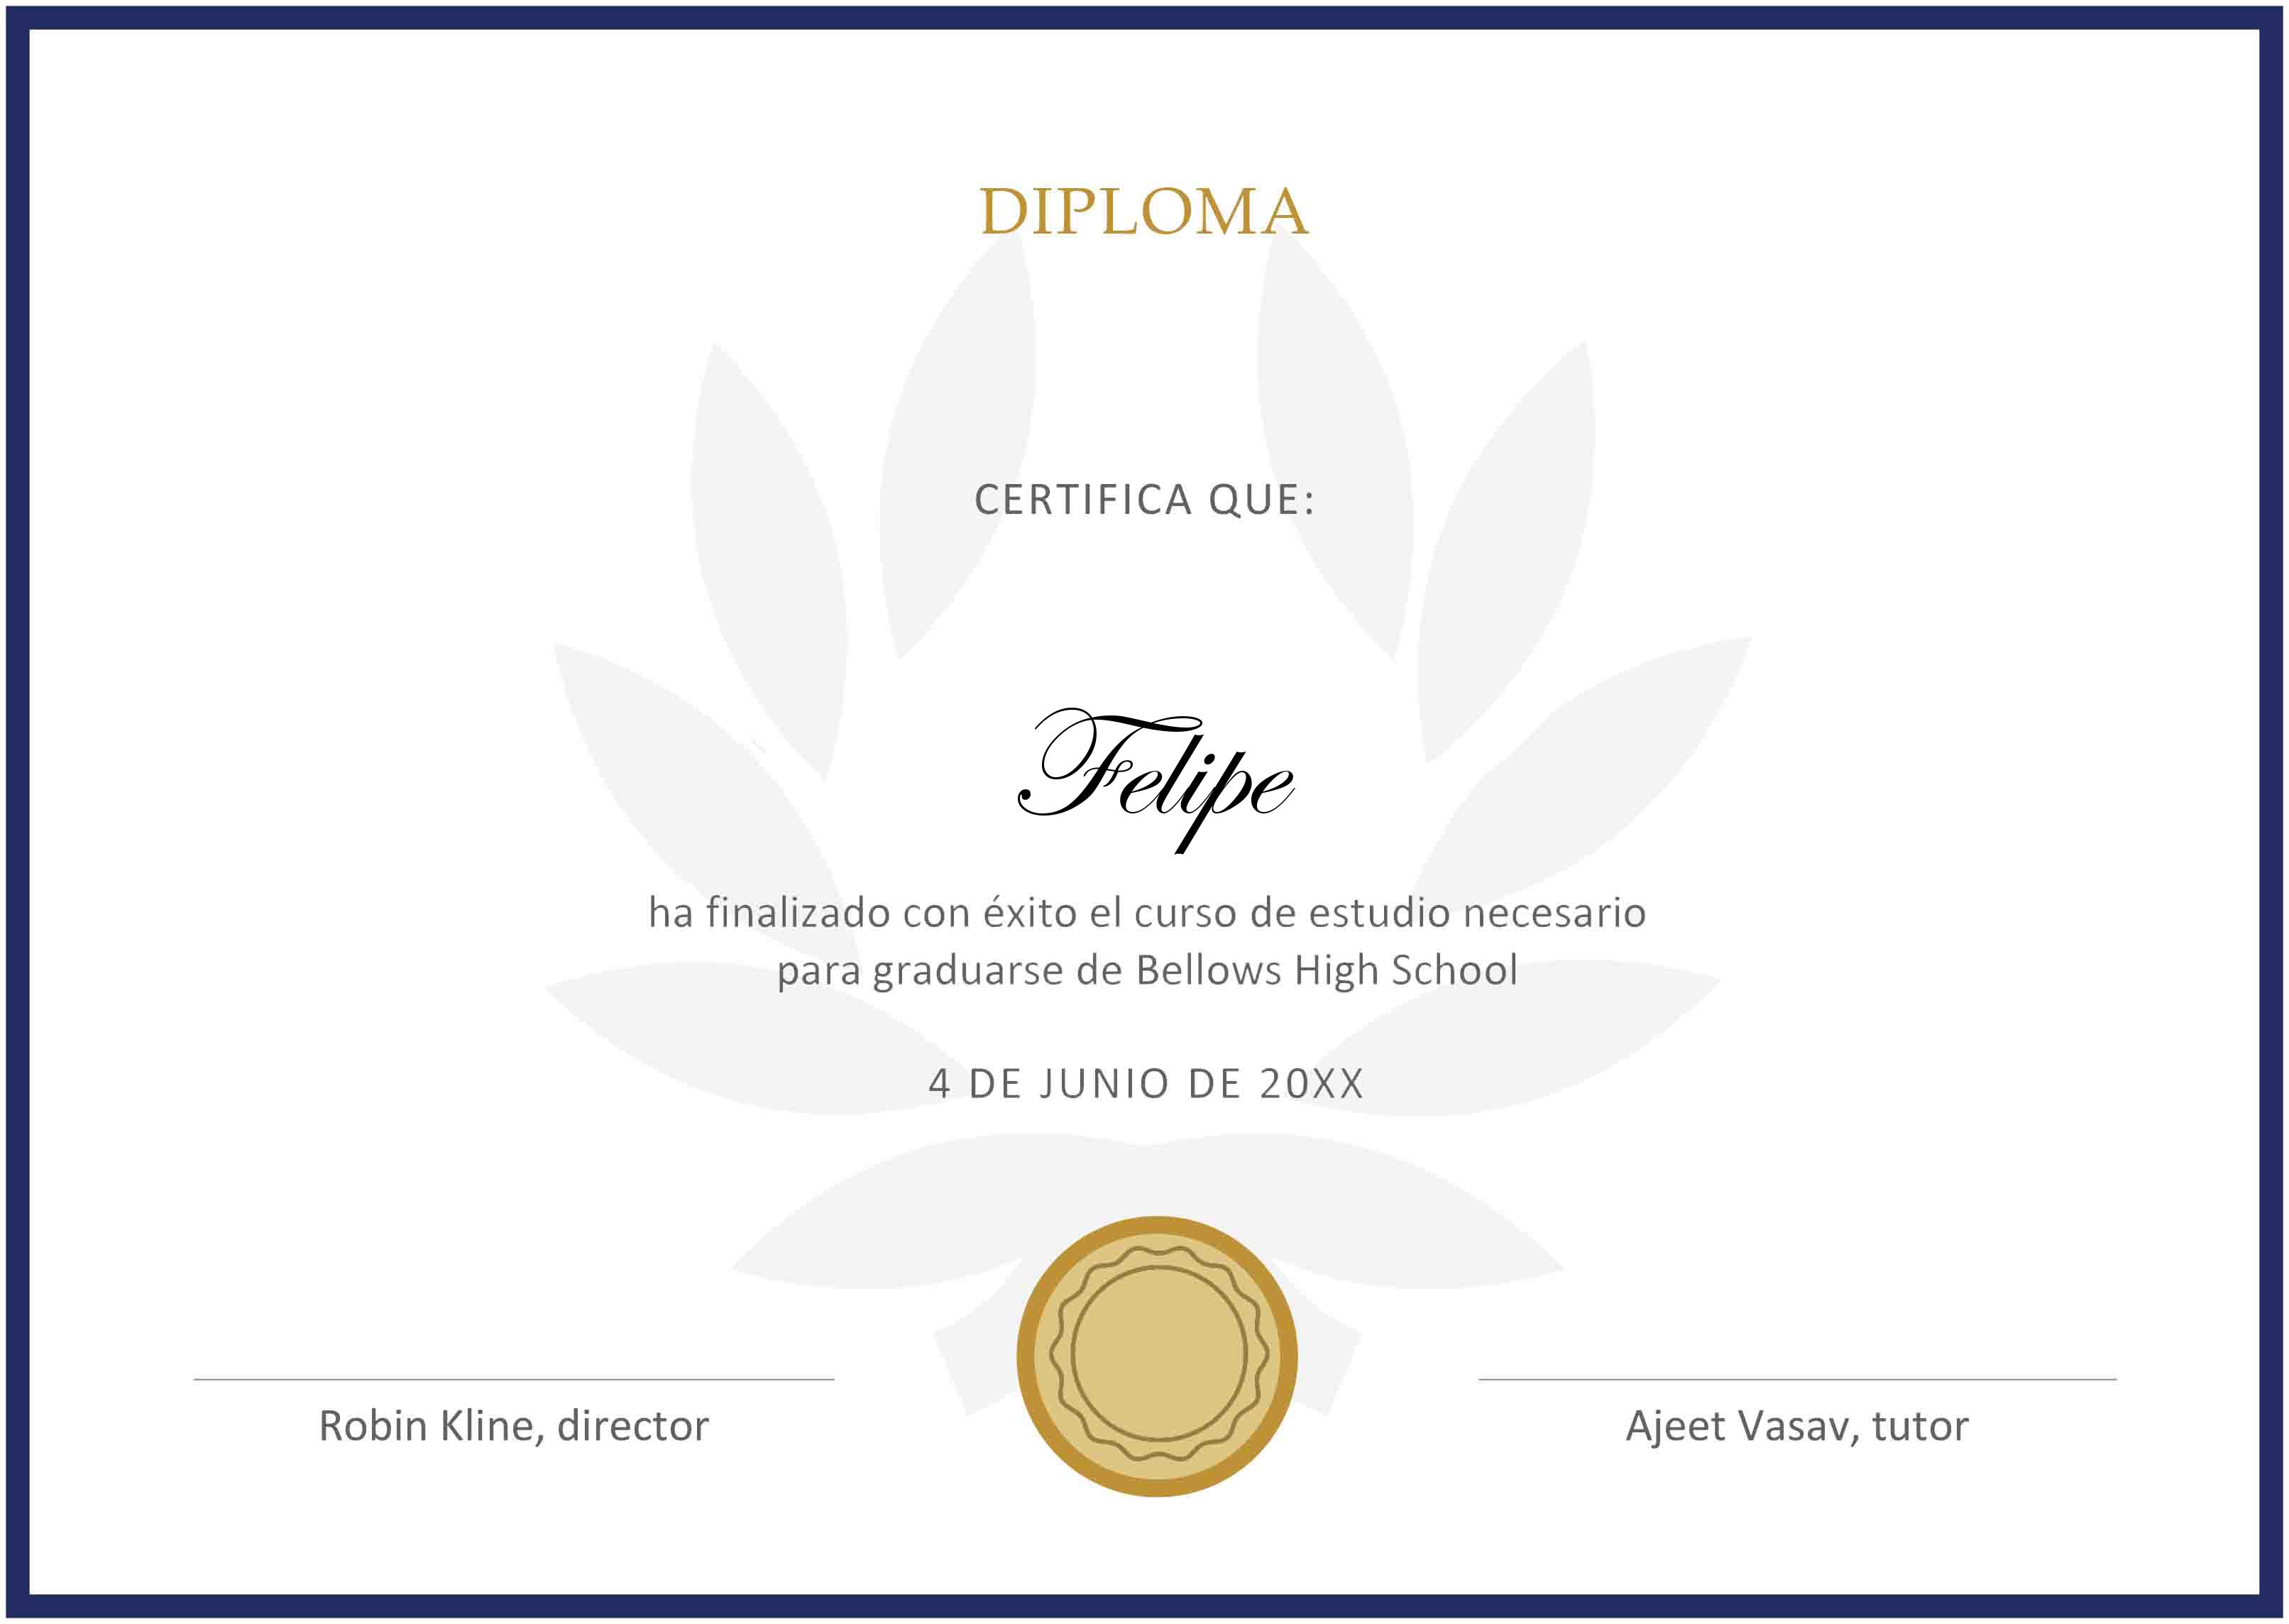 DIPLOMA
CERTIFICA QUE:
Felipe
ha finalizado con éxito el curso de estudio necesario
para graduarse de Bellows High School
4 DE JUNIO DE 20XX
Robin Kline, director
Ajeet Vasav, tutor